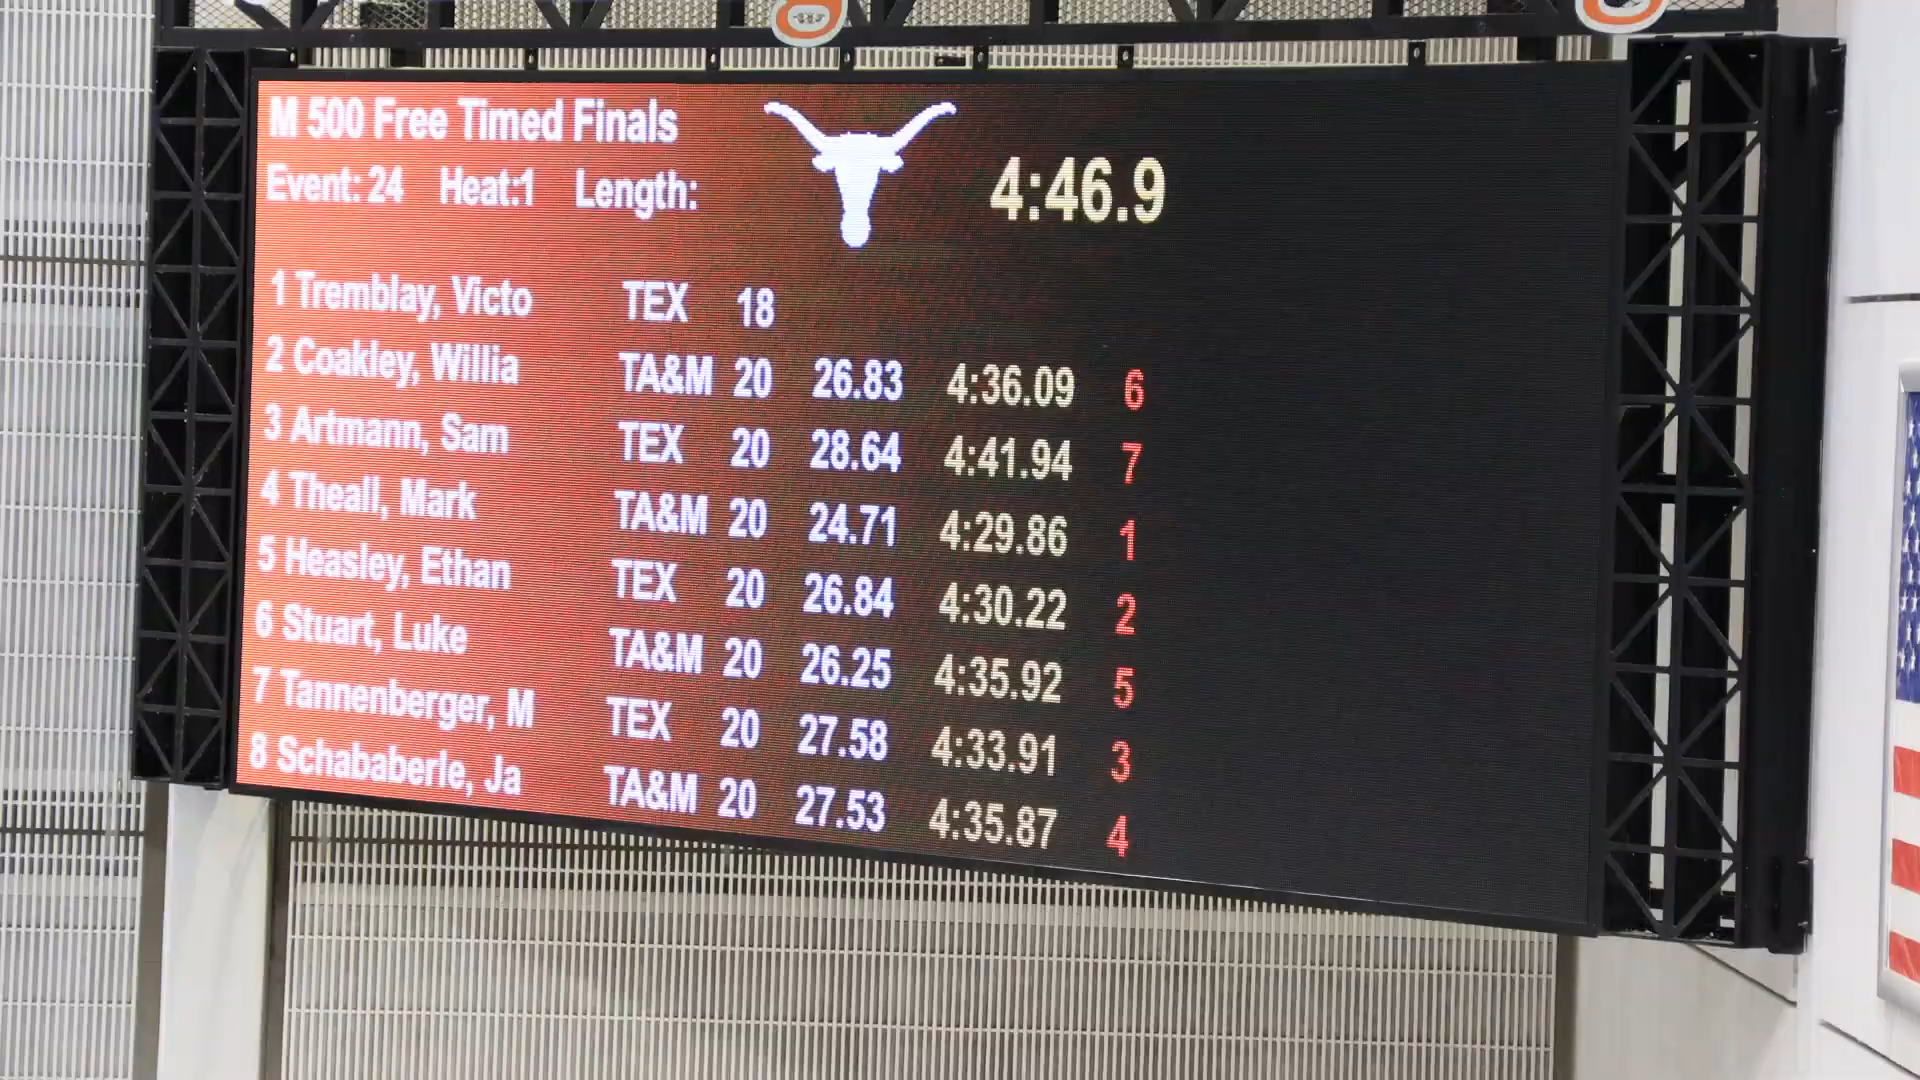 M 500 Free Timed Finals
Event: 24 Heat:1 Length:
4:46.9
1 Tremblay, Victo TEX 18
2 Coakley, Willia TA&M 20 26.83 4:36.09 6
3 Artmann, Sam TEX 20 28.64 4:41.94 7
4 Theall, Mark TA&M 20 24.71 4:29.86 1
5 Heasley, Ethan TEX 20 26.84 4:30.22 2
6 Stuart, Luke TA&M 20 26.25 4:35.92 5
7 Tannenberger, M TEX 20 27.58 4:33.91 3
8 Schababerle, Ja TA&M 20 27.53 4:35.87 4